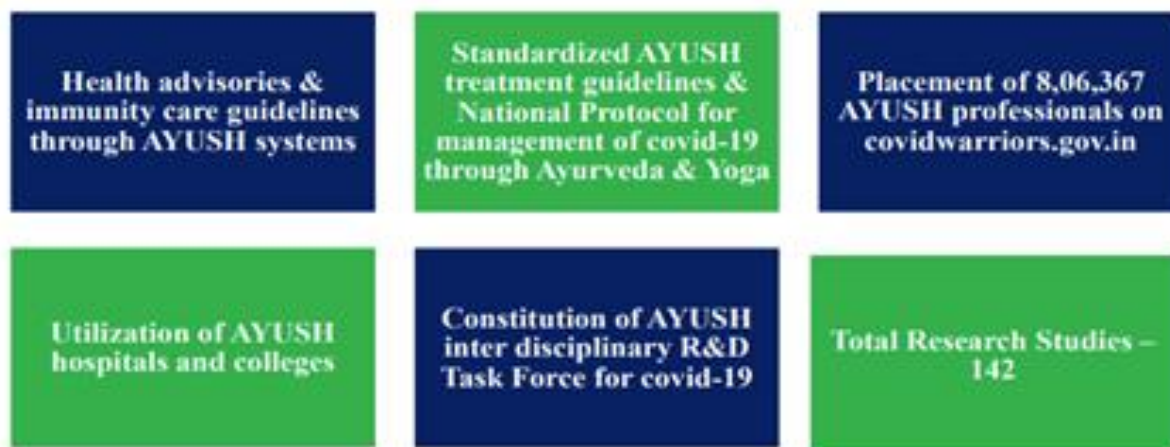 Health advisories &
immunity care guidelines
through AYUSH systems
Standardized AYUSH
treatment guidelines &
National Protocol for
management of covid-19
through Ayurveda & Yoga
Placement of 8,06,367
AYUSH professionals on
covidwarriors.gov.in
Utilization of AYUSH
hospitals and colleges
Constitution of AYUSH
inter disciplinary R&D
Task Force for covid-19
Total Research Studies –
142